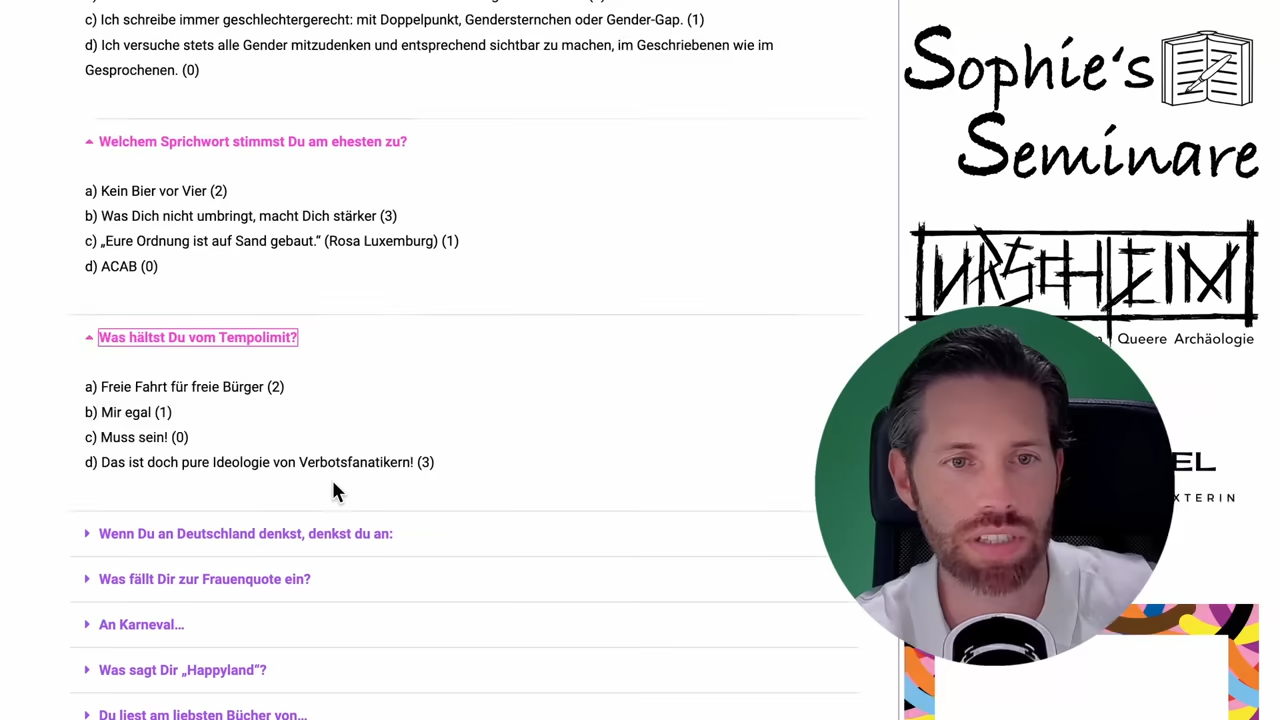 c) Ich schreibe immer geschlechtergerecht: mit Doppelpunkt, Gendersternchen oder Gender-Gap. (1)
d) Ich versuche stets alle Gender mitzudenken und entsprechend sichtbar zu machen, im Geschriebenen wie im
Gesprochenen. (0)
Welchem Sprichwort stimmst Du am ehesten zu?
a) Kein Bier vor Vier (2)
b) Was Dich nicht umbringt, macht Dich stärker (3)
c) „Eure Ordnung ist auf Sand gebaut.“ (Rosa Luxemburg) (1)
d) ACAB (0)
Was hältst Du vom Tempolimit?
a) Freie Fahrt für freie Bürger (2)
b) Mir egal (1)
c) Muss sein! (0)
d) Das ist doch pure Ideologie von Verbotsfanatikern! (3)
Wenn Du an Deutschland denkst, denkst du an:
Was fällt Dir zur Frauenquote ein?
An Karneval…
Was sagt Dir „Happyland“?
Du liest am liebsten Bücher von…
Sophie‘s
Seminare
Queere Archäologie
EL
XTERIN